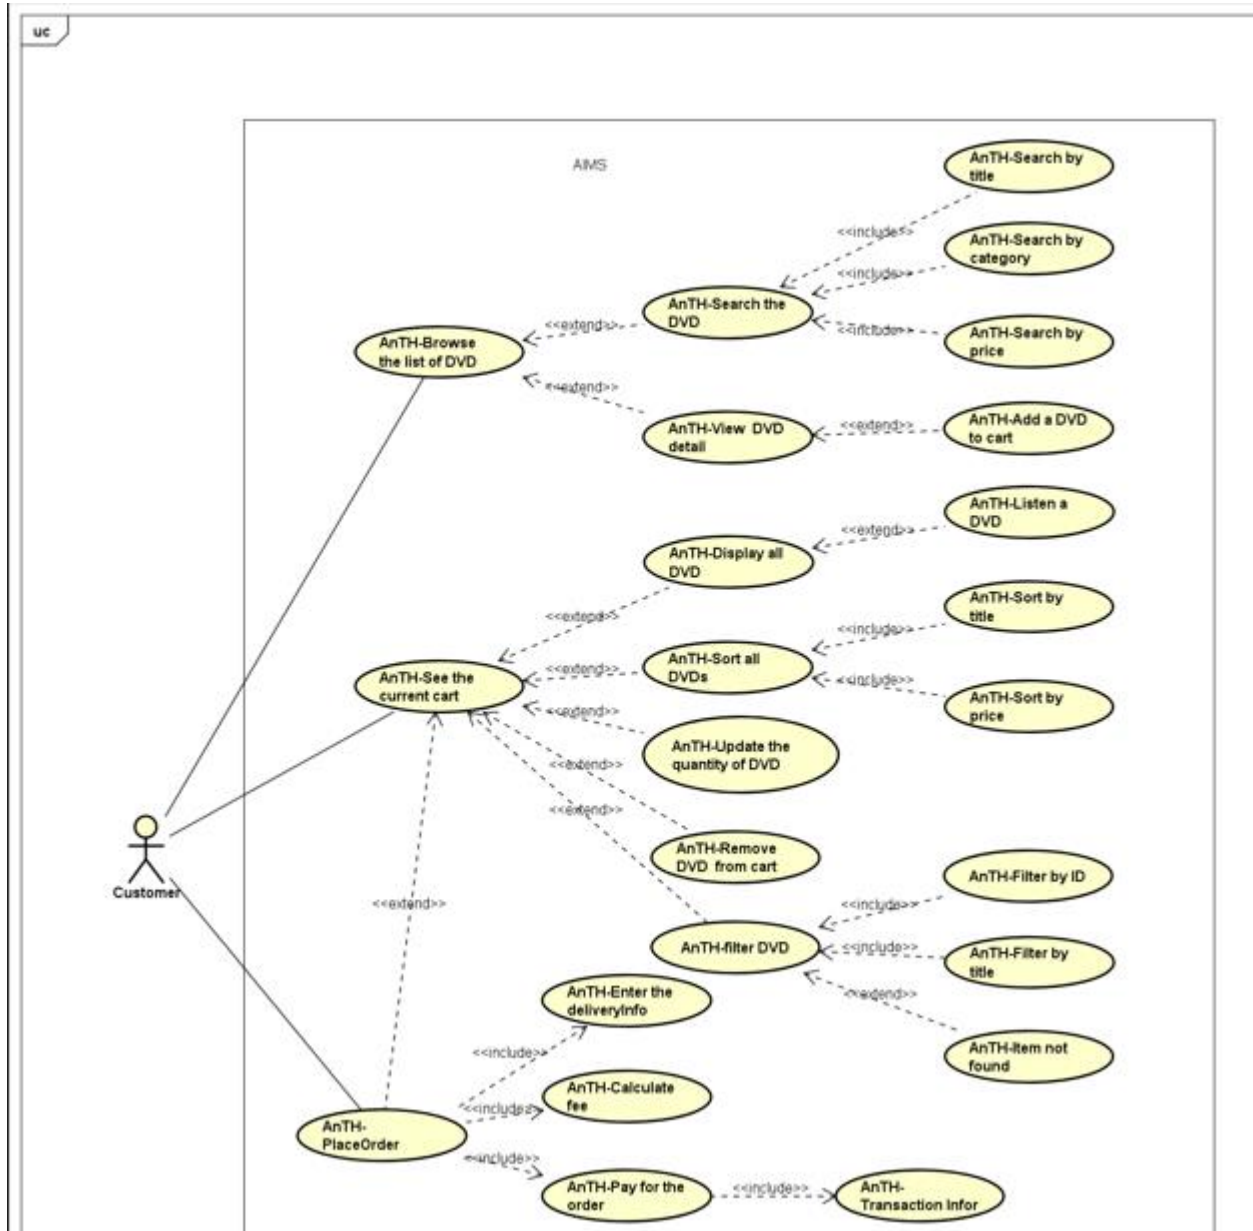 uc
AIMS
AnTH-Search by
title
<<include>>
AnTH-Search by
category
<<include>>
AnTH-Search the
DVD
<<extend>>
<<include>>
AnTH-Search by
price
AnTH-Browse
the list of DVD
<<extend>>
AnTH-View DVD
detail
<<extend>>
AnTH-Add a DVD
to cart
AnTH-Listen a
DVD
<<extend>>
AnTH-Display all
DVD
<<extend>>
AnTH-Sort by
title
<<include>>
AnTH-Sort all
DVDs
<<extend>>
<<include>>
AnTH-See the
current cart
AnTH-Sort by
price
<<extend>>
AnTH-Update the
quantity of DVD
<<extend>>
<<extend>>
AnTH-Remove
DVD from cart
AnTH-Filter by ID
Customer
<<extend>>
<<include>>
AnTH-filter DVD
<<include>>
AnTH-Filter by
title
AnTH-Enter the
deliveryInfo
<<extend>>
<<include>>
AnTH-Item not
found
AnTH-Calculate
fee
<<include>>
AnTH-
PlaceOrder
<<include>>
AnTH-Pay for the
order
<<include>>
AnTH-
Transaction Infor